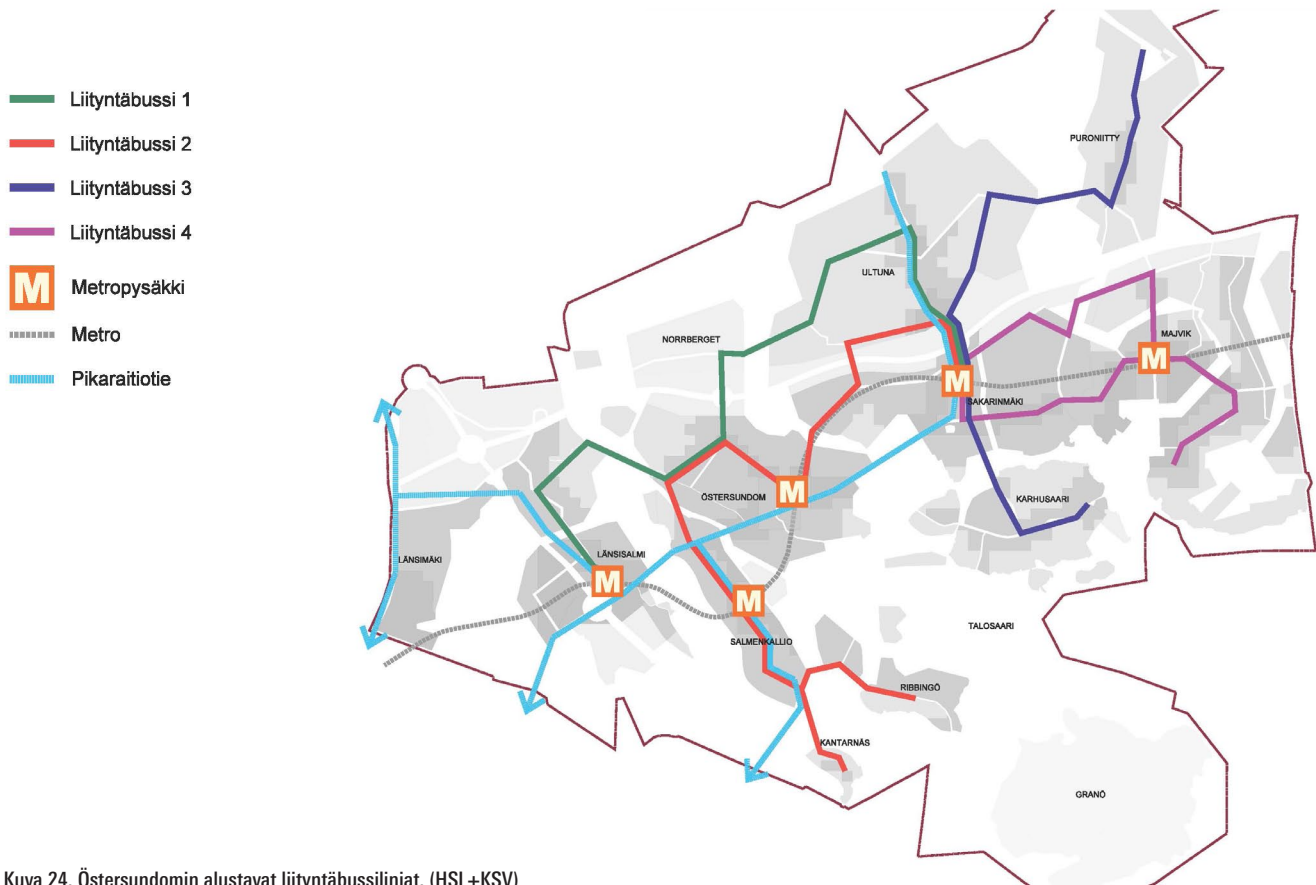 Liityntäbussi 1
Liityntäbussi 2
Liityntäbussi 3
Liityntäbussi 4
M Metropysäkki
Metro
Pikaraitiotie
PURONIITTY
ULTUNA
NORRBERGET
MAJVIK
M
M
SAKARINMÄKI
ÖSTERSUNDOM
M
KARHUSAARI
LÄNSIMÄKI
LÄNSISALMI
M
M
SALMENKALLIO
TALOSAARI
RIBBINGÖ
KANTARNÄS
GRANÖ
Kuva 24. Östersundomin alustavat liityntäbussilinjat. (HSL+KSV)